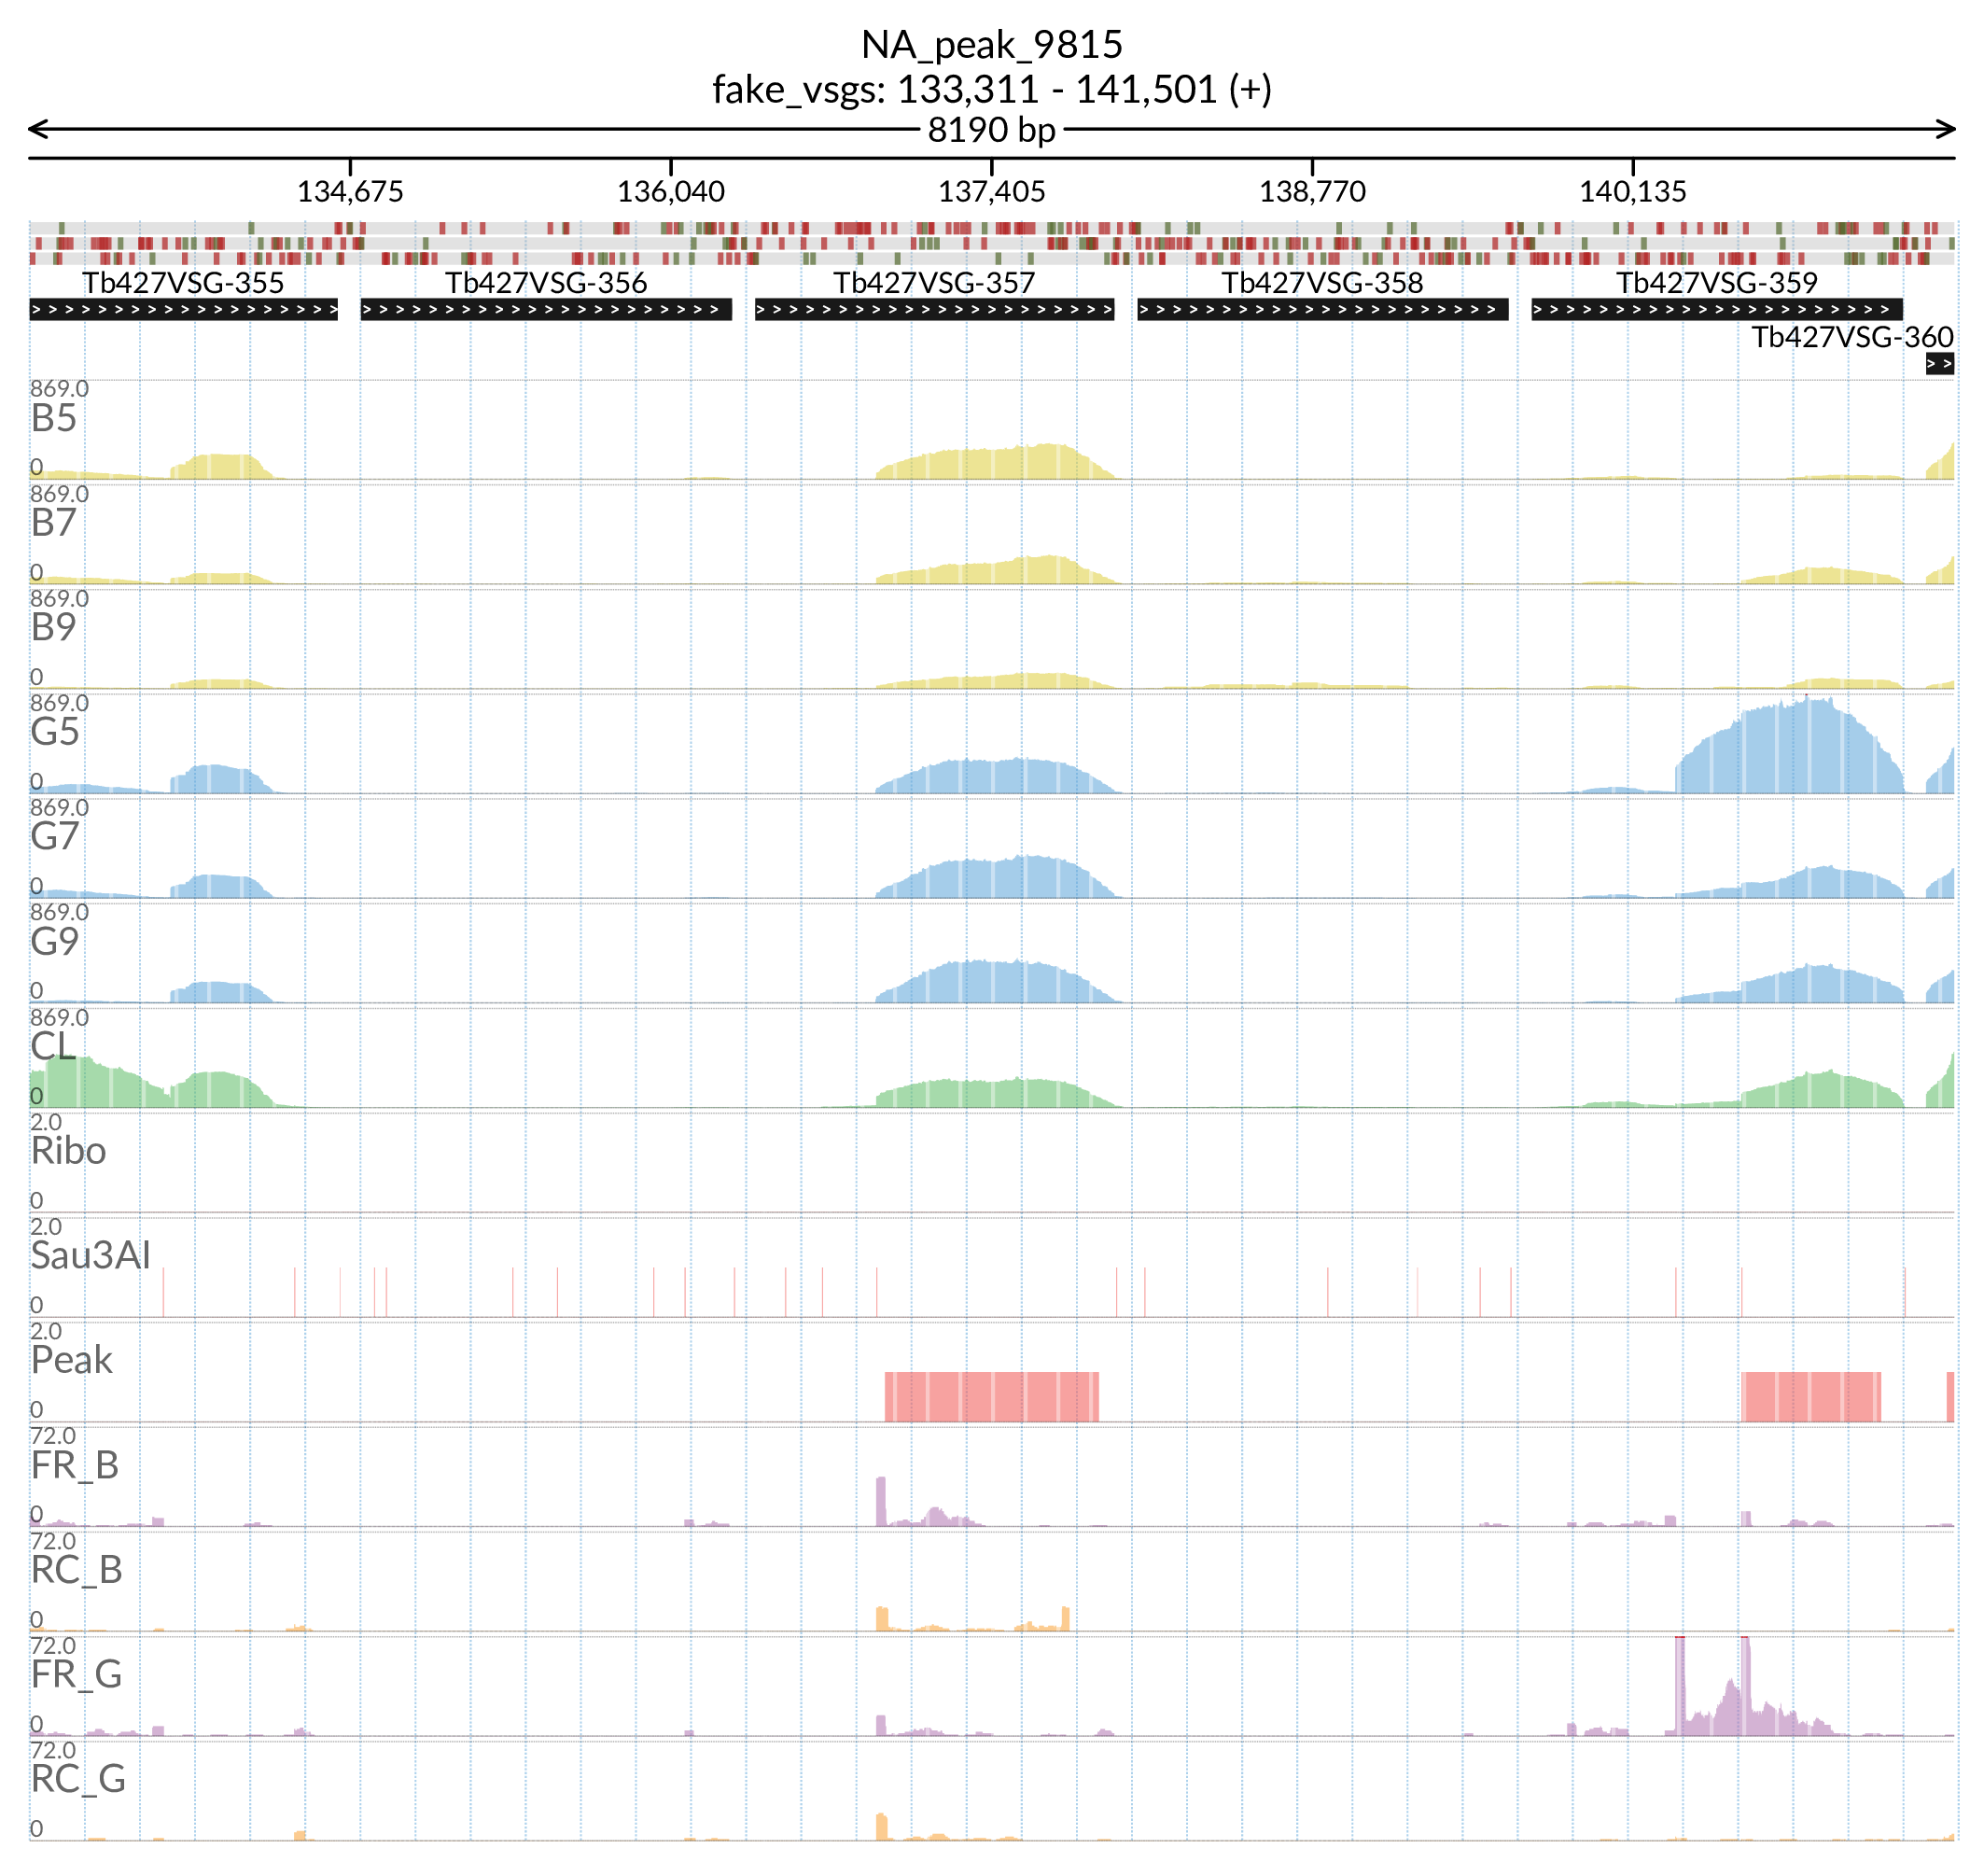 NA_peak_9815
fake_vsgs: 133,311 - 141,501 (+)
8190 bp
134,675 136,040 137,405 138,770 140,135
Tb427VSG-355 Tb427VSG-356 Tb427VSG-357 Tb427VSG-358 Tb427VSG-359
Tb427VSG-360
869.0
B5
0
869.0
B7
0
869.0
B9
0
869.0
G5
0
869.0
G7
0
869.0
G9
0
869.0
CL
0
2.0
Ribo
0
2.0
Sau3AI
0
2.0
Peak
0
72.0
FR_B
0
72.0
RC_B
0
72.0
FR_G
0
72.0
RC_G
0